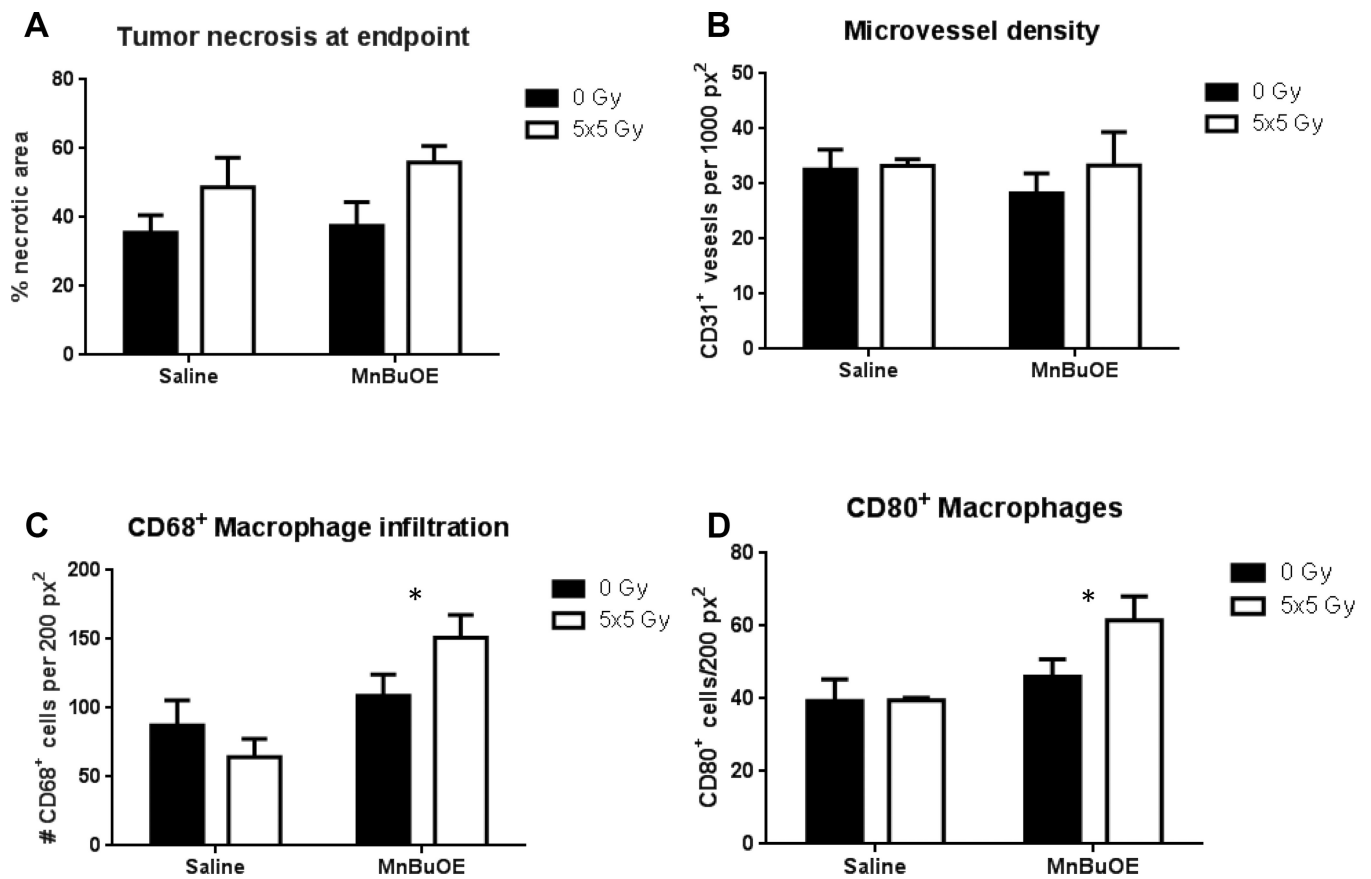 A
Tumor necrosis at endpoint
% necrotic area
80
60
40
20
0
Saline
MnBuOE
0 Gy
5x5 Gy
B
Microvessel density
CD31⁺ vesesls per 1000 px²
50
40
30
20
10
0
Saline
MnBuOE
0 Gy
5x5 Gy
C
CD68⁺ Macrophage infiltration
# CD68⁺ cells per 200 px²
200
150
100
50
0
*
Saline
MnBuOE
0 Gy
5x5 Gy
D
CD80⁺ Macrophages
CD80⁺ cells/200 px²
80
60
40
20
0
*
Saline
MnBuOE
0 Gy
5x5 Gy